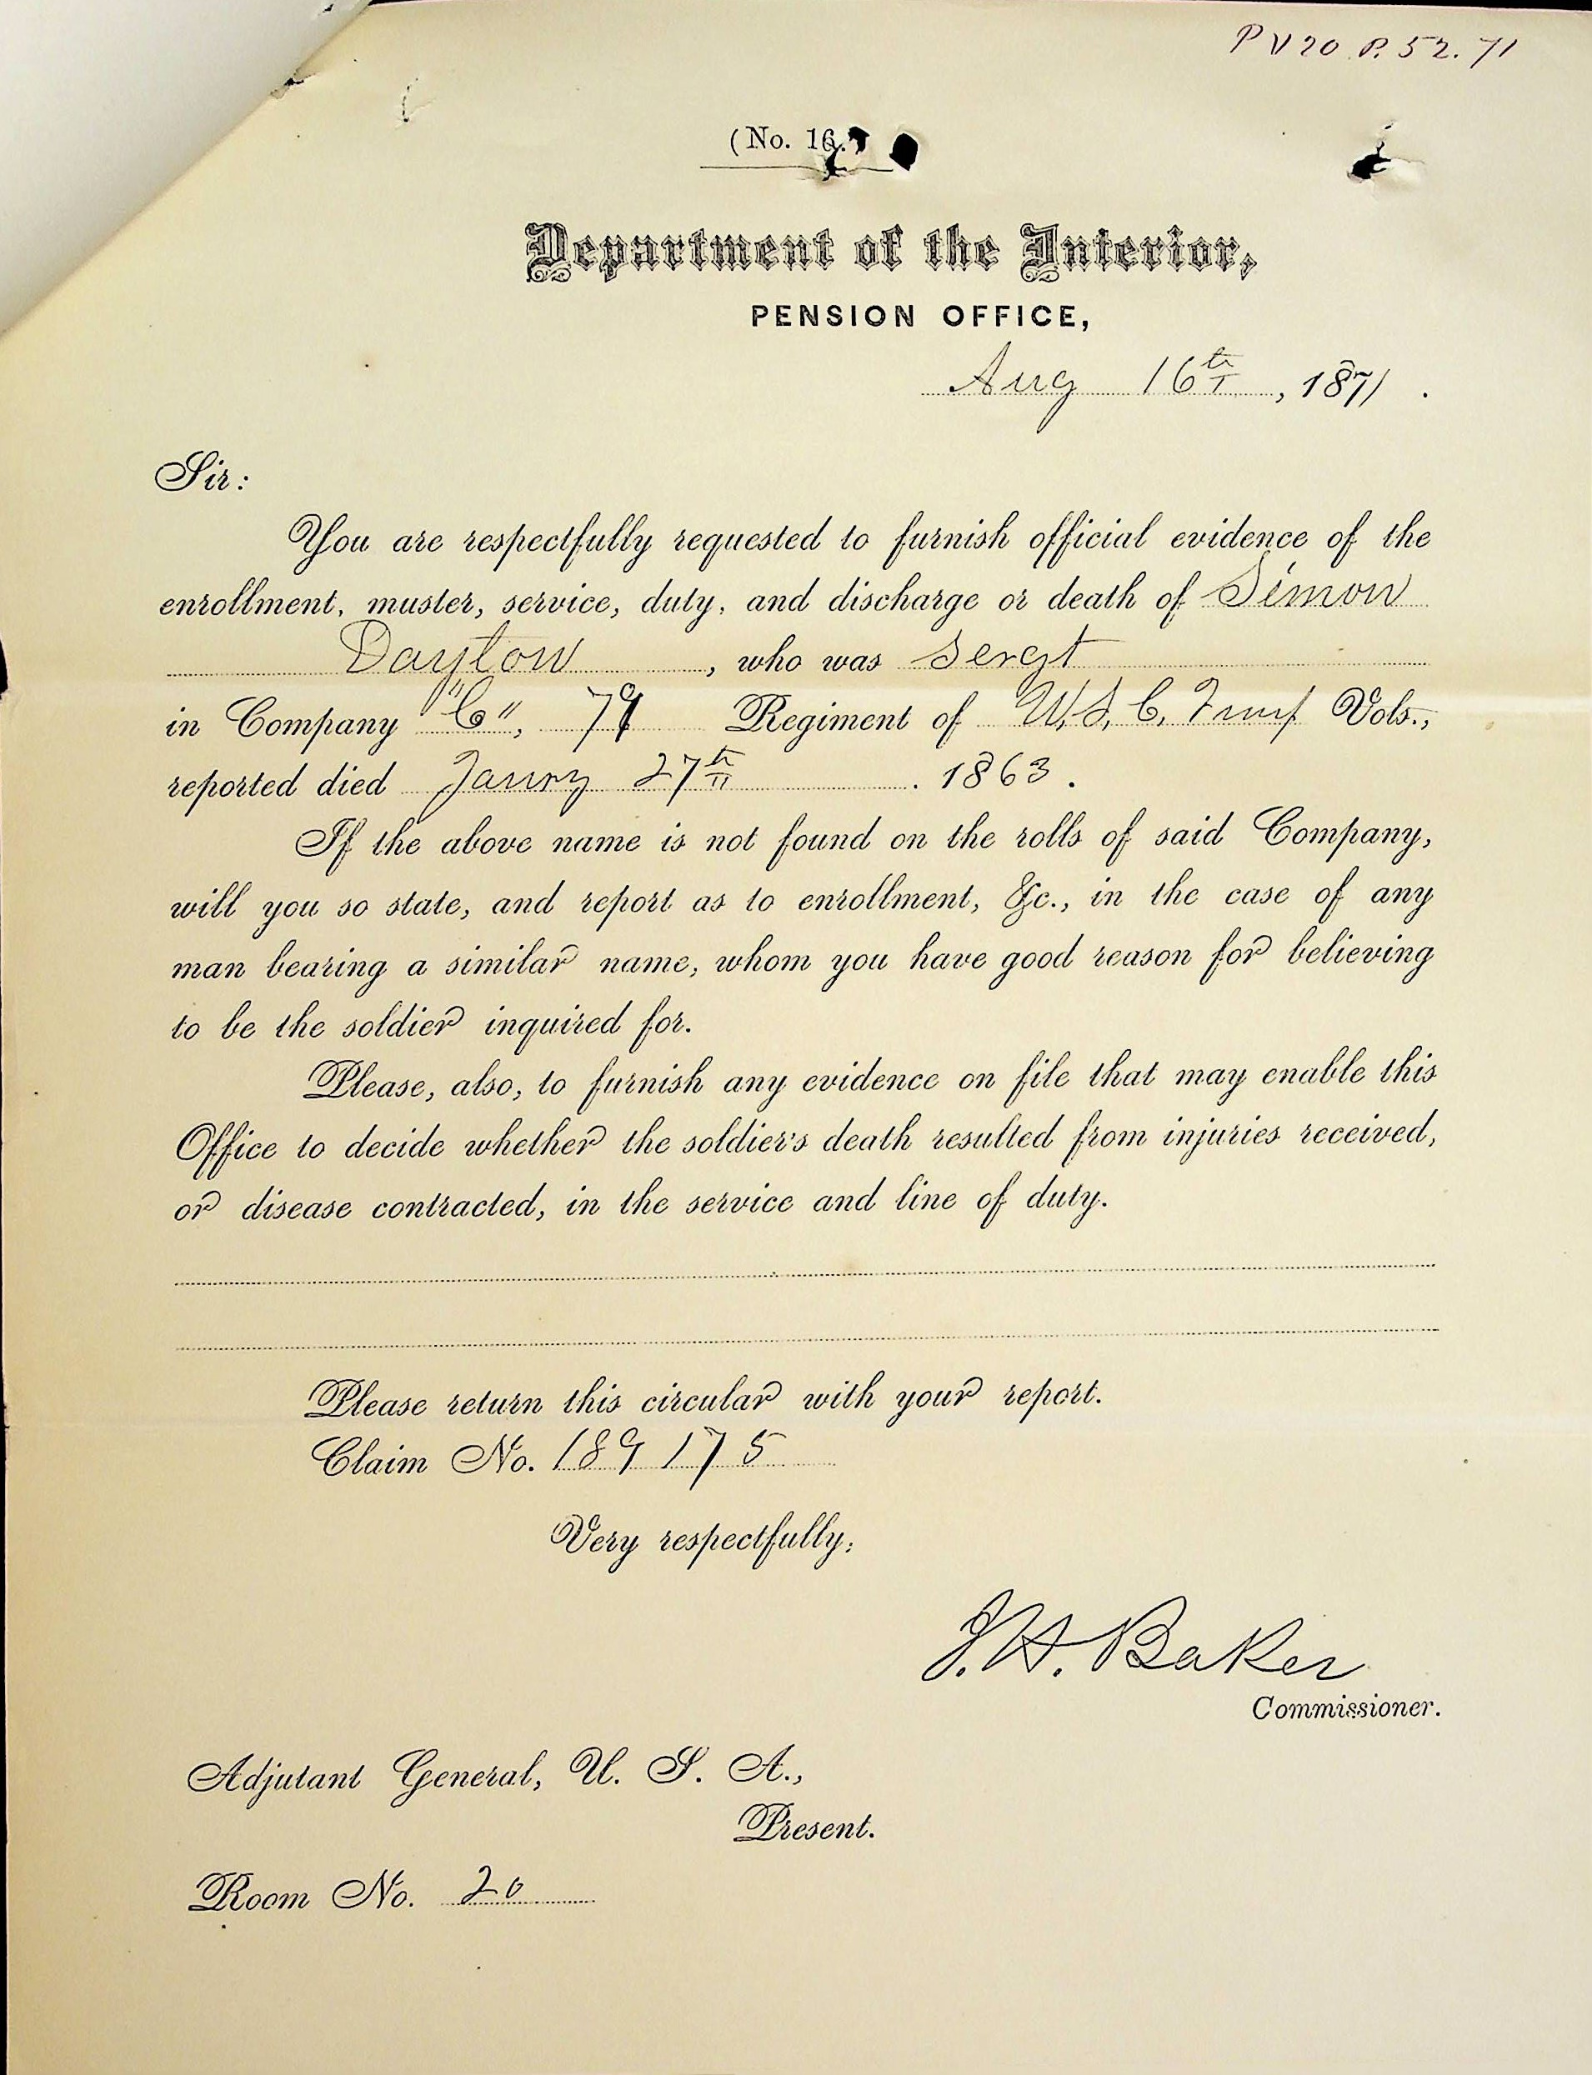 P V 20 P. 52. 71
(No. 16.)
Department of the Interior,
PENSION OFFICE,
Aug 16th, 1871.
Sir:
You are respectfully requested to furnish official evidence of the
enrollment, muster, service, duty, and discharge or death of Simon
Dayton, who was Sergt
in Company "C", 79 Regiment of U.S. C. Vols.,
reported died Janry 27th. 1863.
If the above name is not found on the rolls of said Company,
will you so state, and report as to enrollment, &c., in the case of any
man bearing a similar name, whom you have good reason for believing
to be the soldier inquired for.
Please, also, to furnish any evidence on file that may enable this
Office to decide whether the soldier's death resulted from injuries received,
or disease contracted, in the service and line of duty.
Please return this circular with your report.
Claim No. 189175
Very respectfully,
J. H. Baker
Commissioner.
Adjutant General, U. S. A.,
Present.
Room No. 20